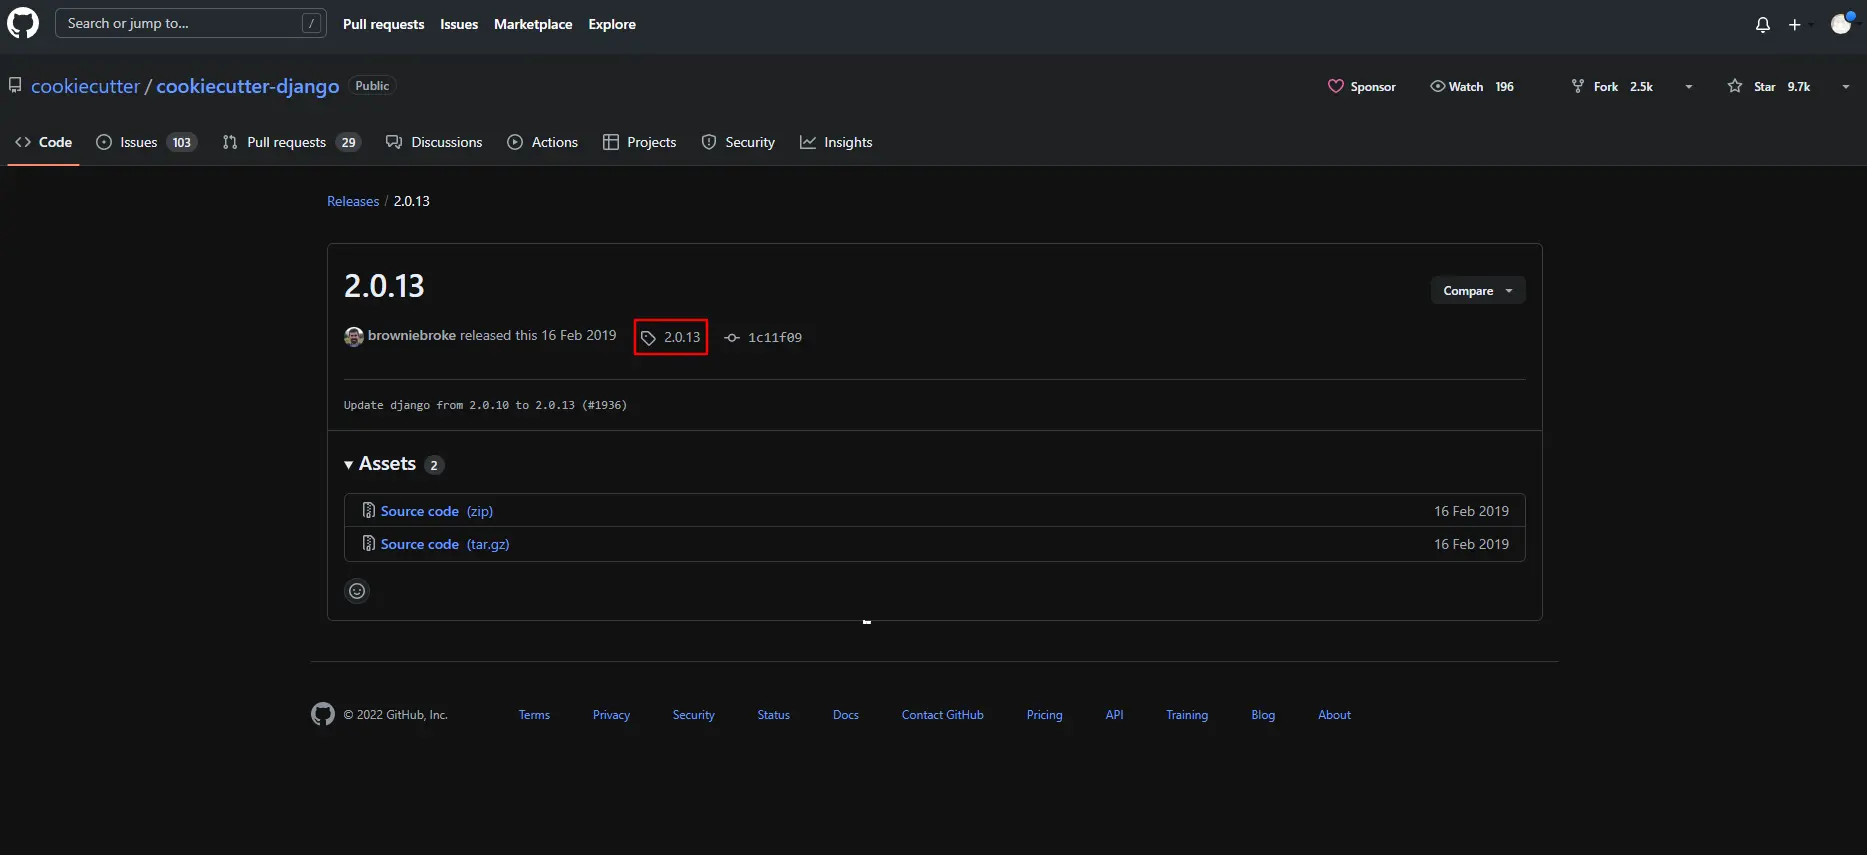 Search or jump to... /
Pull requests Issues Marketplace Explore
cookiecutter / cookiecutter-django Public
Sponsor Watch 196 Fork 2.5k Star 9.7k
Code Issues 103 Pull requests 29 Discussions Actions Projects Security Insights
Releases / 2.0.13
2.0.13
Compare
browniebroke released this 16 Feb 2019 2.0.13 1c11f09
Update django from 2.0.10 to 2.0.13 (#1936)
Assets 2
Source code (zip) 16 Feb 2019
Source code (tar.gz) 16 Feb 2019
© 2022 GitHub, Inc. Terms Privacy Security Status Docs Contact GitHub Pricing API Training Blog About